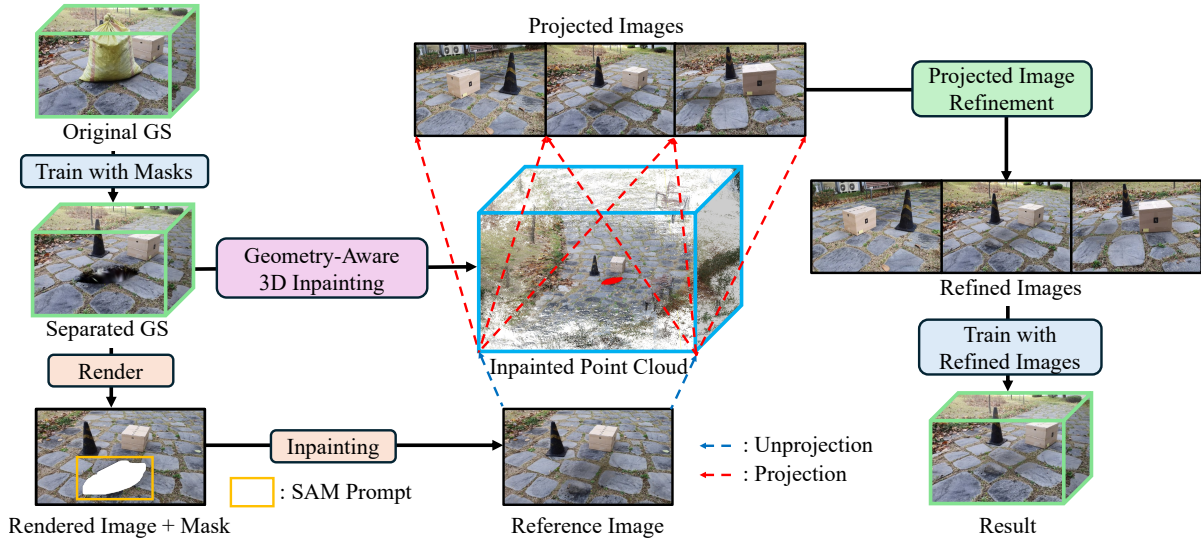 Original GS
Train with Masks
Separated GS
Render
Rendered Image + Mask
: SAM Prompt
Geometry-Aware
3D Inpainting
Inpainting
Projected Images
Inpainted Point Cloud
Reference Image
: Unprojection
: Projection
Projected Image
Refinement
Refined Images
Train with
Refined Images
Result